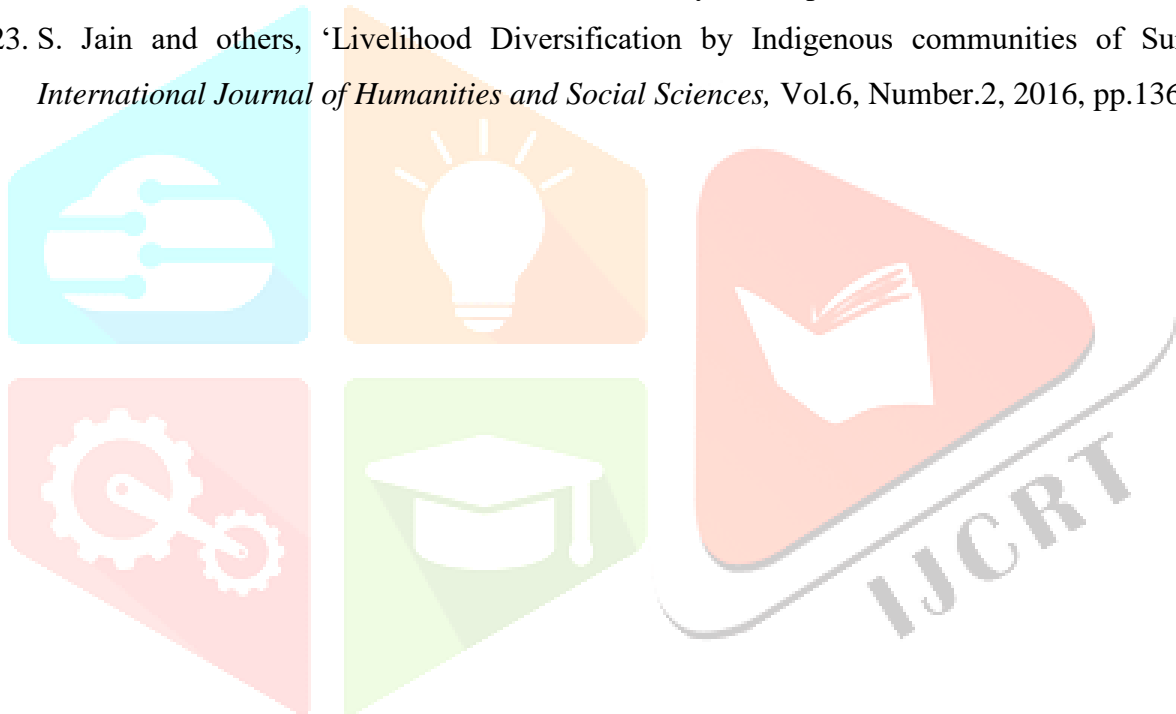 23. S. Jain and others, ‘Livelihood Diversification by Indigenous communities of
International Journal of Humanities and Social Sciences, Vol.6, Number.2, 2016,
IJCRT